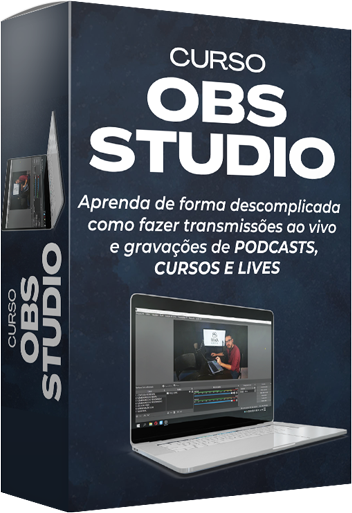 CURSO
OBS
STUDIO
Aprenda de forma descomplicada
como fazer transmissões ao vivo
e gravações de PODCASTS,
CURSOS E LIVES
CURSO
OBS
STUDIO